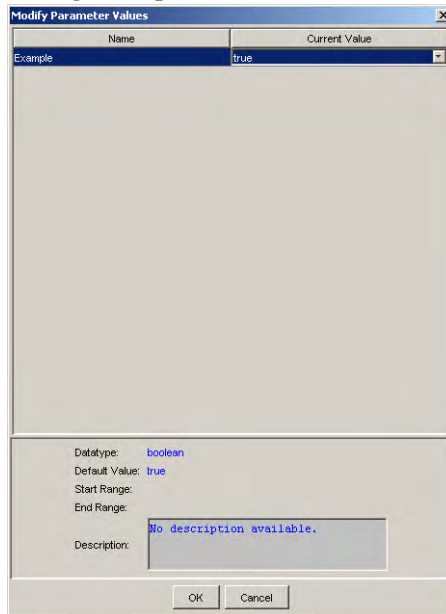 Modify Parameter Values
Name Current Value
Example true
Datatype: boolean
Default Value: true
Start Range:
End Range:
Description: No description available.
OK Cancel